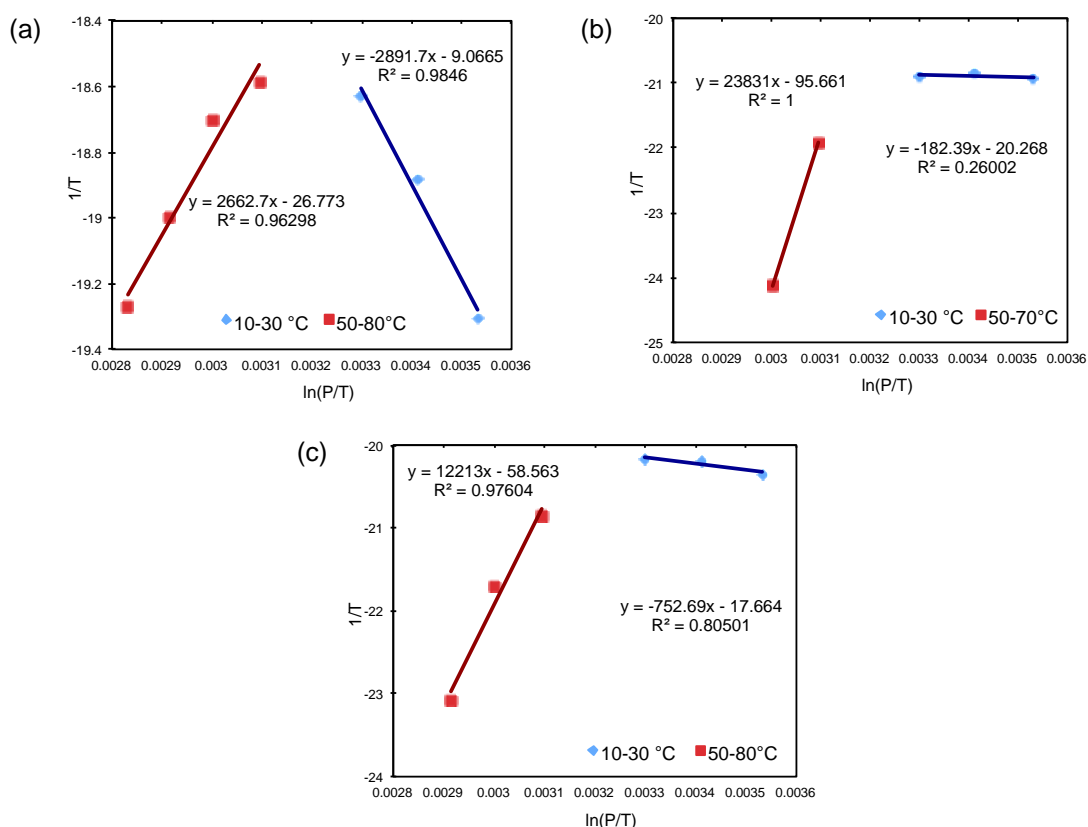 (a)
-18.4
-18.6
-18.8
-19
-19.2
-19.4
1/T
y = -2891.7x - 9.0665
R² = 0.9846
y = 2662.7x - 26.773
R² = 0.96298
10-30 °C 50-80°C
0.0028 0.0029 0.003 0.0031 0.0032 0.0033 0.0034 0.0035 0.0036
ln(P/T)
(b)
-20
-21
-22
-23
-24
-25
1/T
y = 23831x - 95.661
R² = 1
y = -182.39x - 20.268
R² = 0.26002
10-30 °C 50-70°C
0.0028 0.0029 0.003 0.0031 0.0032 0.0033 0.0034 0.0035 0.0036
ln(P/T)
(c)
-20
-21
-22
-23
-24
1/T
y = 12213x - 58.563
R² = 0.97604
y = -752.69x - 17.664
R² = 0.80501
10-30 °C 50-80°C
0.0028 0.0029 0.003 0.0031 0.0032 0.0033 0.0034 0.0035 0.0036
ln(P/T)